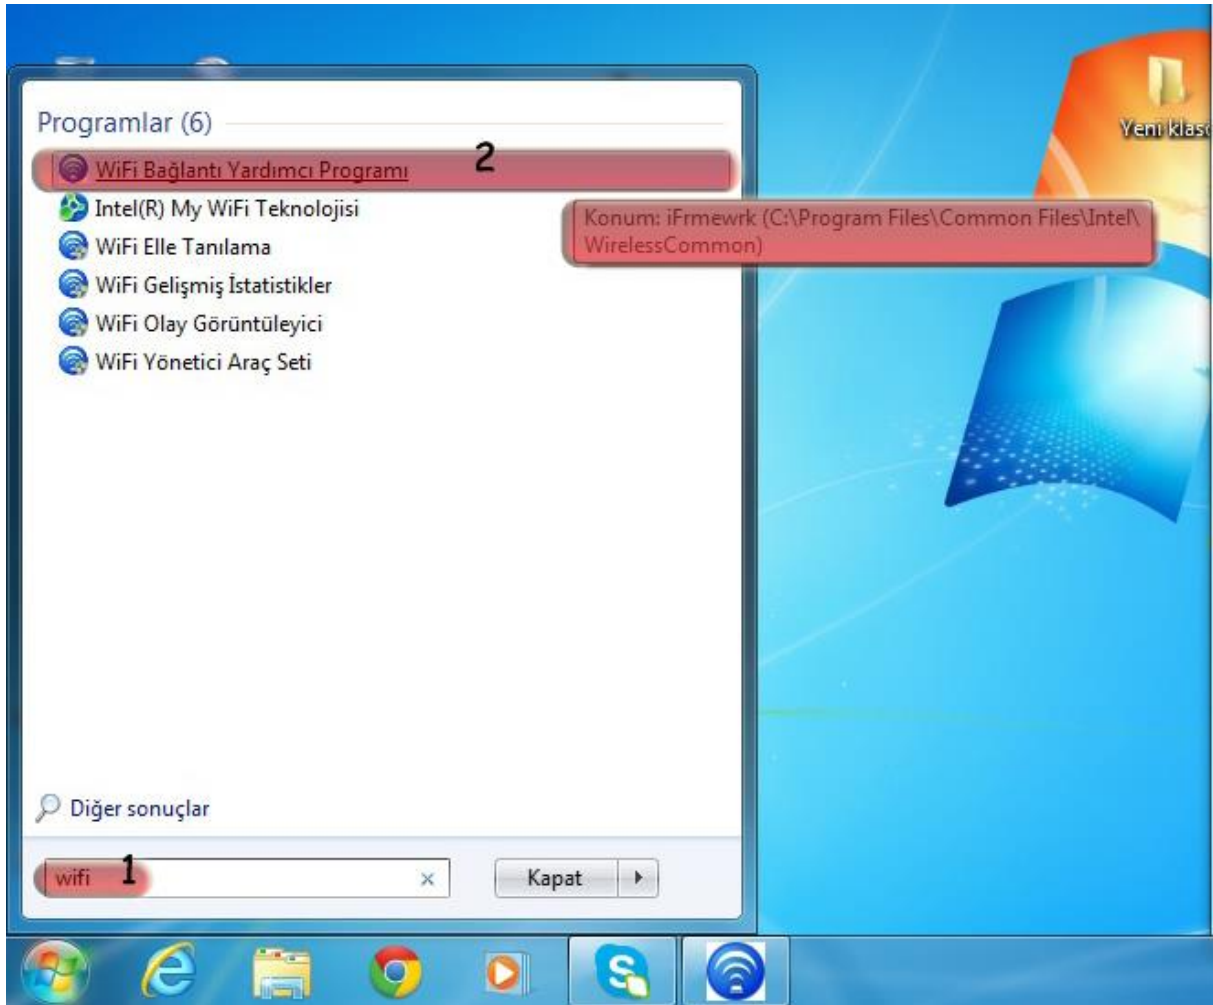 Programlar (6)
2
WiFi Bağlantı Yardımcı Programı
Intel(R) My WiFi Teknolojisi
WiFi Elle Tanılama
WiFi Gelişmiş İstatistikler
WiFi Olay Görüntüleyici
WiFi Yönetici Araç Seti
Konum: iFrmewrk (C:\Program Files\Common Files\Intel\
WirelessCommon)
Yeni klas
Diğer sonuçlar
wifi 1
Kapat